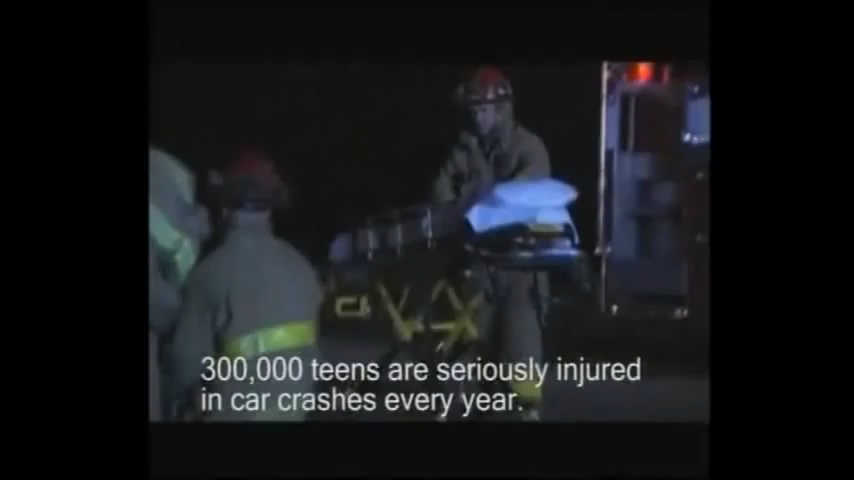 300,000 teens are seriously injured
in car crashes every year.